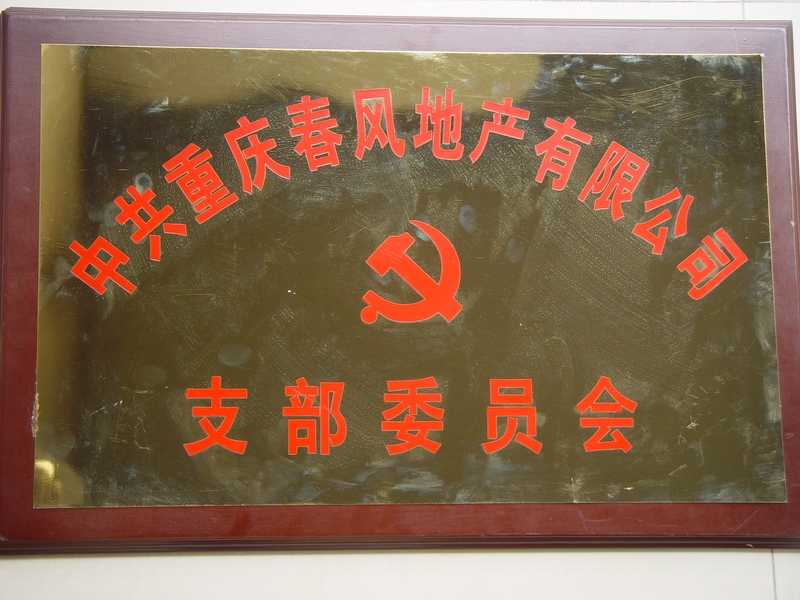 中共重庆春风地产有限公司
支部委员会